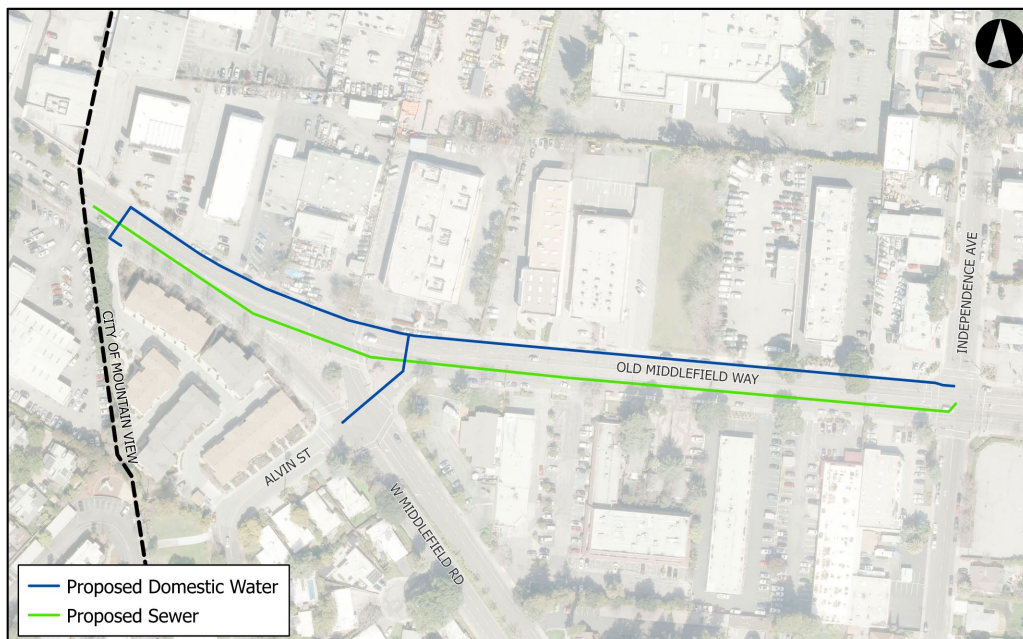 INDEPENDENCE AVE
CITY OF MOUNTAIN VIEW
OLD MIDDLEFIELD WAY
ALVIN ST
W MIDDLEFIELD RD
Proposed Domestic Water
Proposed Sewer